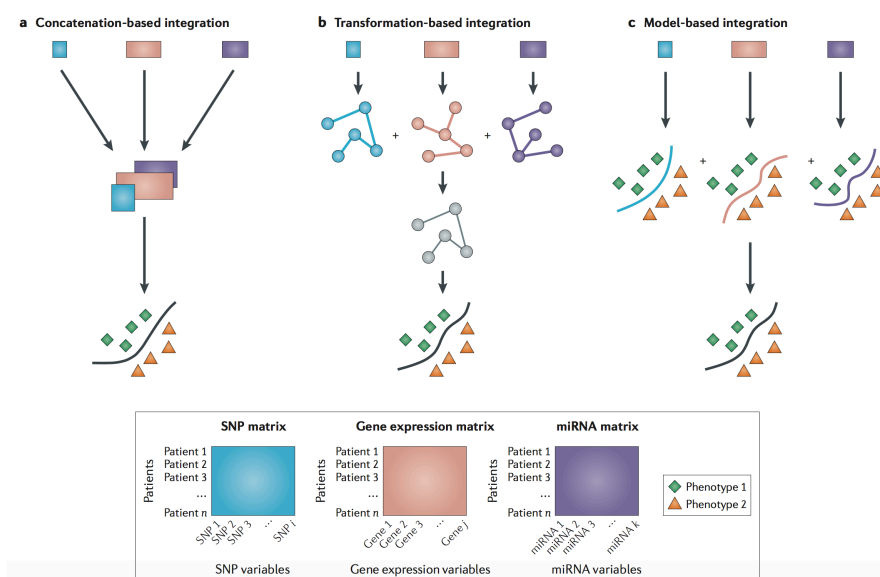 a Concatenation-based integration
b Transformation-based integration
c Model-based integration
+
+
+
+
SNP matrix
Gene expression matrix
miRNA matrix
Patients
Patient 1
Patient 2
Patient 3
...
Patient n
SNP 1
SNP 2
SNP 3
...
SNP i
SNP variables
Patients
Patient 1
Patient 2
Patient 3
...
Patient n
Gene 1
Gene 2
Gene 3
...
Gene j
Gene expression variables
Patients
Patient 1
Patient 2
Patient 3
...
Patient n
miRNA 1
miRNA 2
miRNA 3
...
miRNA k
miRNA variables
Phenotype 1
Phenotype 2